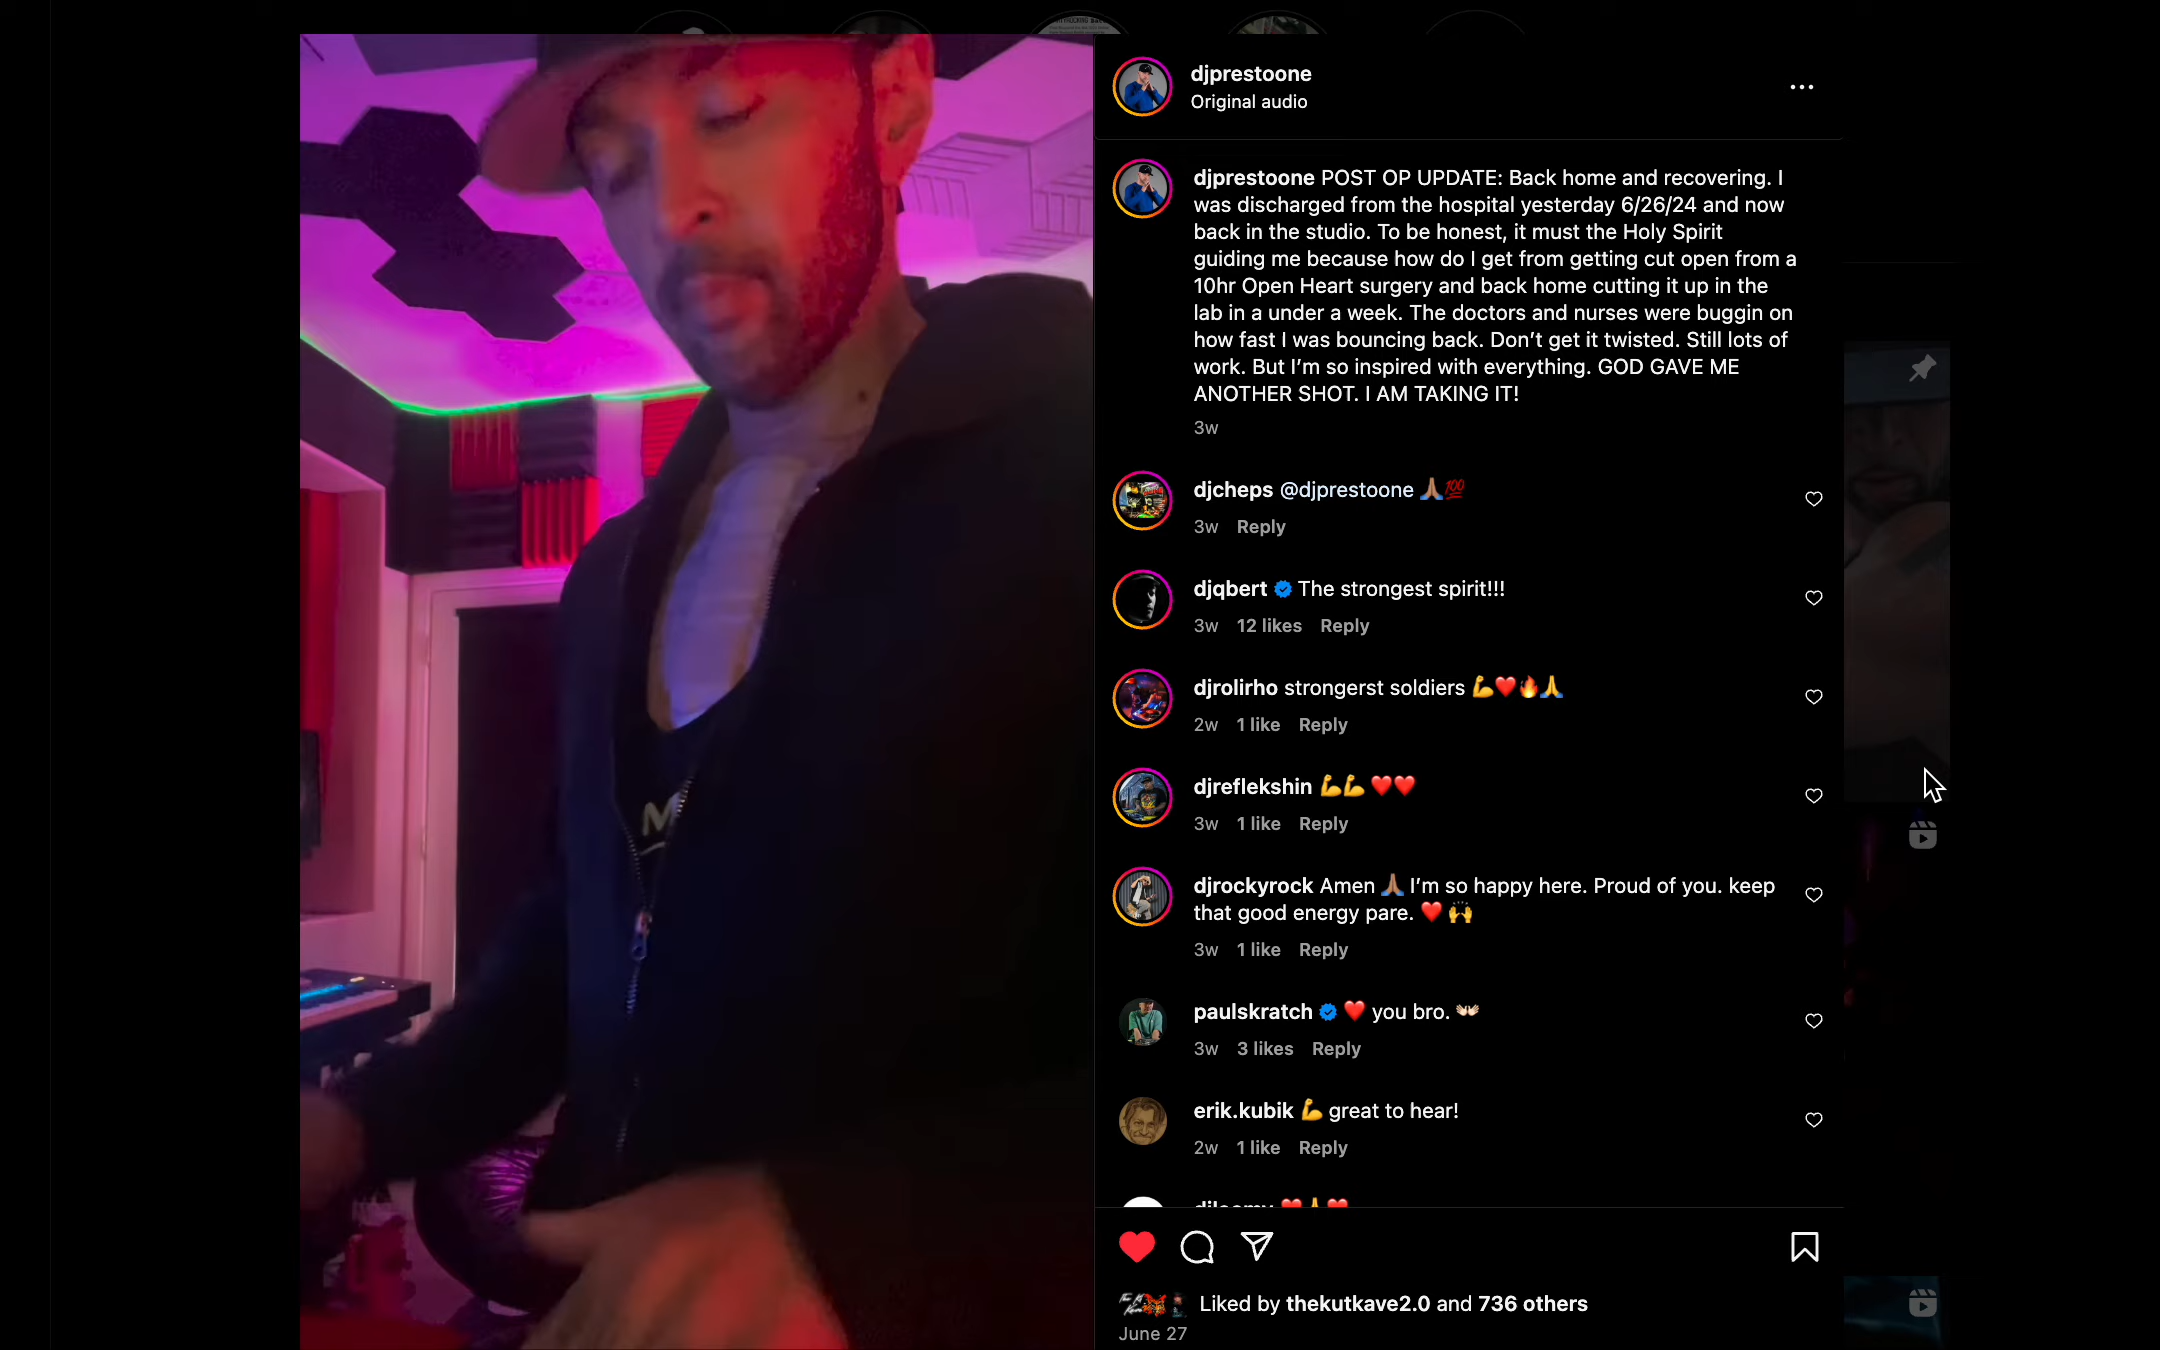 djprestoone
Original audio
djprestoone POST OP UPDATE: Back home and recovering. I
was discharged from the hospital yesterday 6/26/24 and now
back in the studio. To be honest, it must the Holy Spirit
guiding me because how do I get from getting cut open from a
10hr Open Heart surgery and back home cutting it up in the
lab in a under a week. The doctors and nurses were buggin on
how fast I was bouncing back. Don’t get it twisted. Still lots of
work. But I’m so inspired with everything. GOD GAVE ME
ANOTHER SHOT. I AM TAKING IT!
3w
djcheps @djprestoone 🙏🏽💯
3w Reply
djqbert The strongest spirit!!!
3w 12 likes Reply
djrolirho strongerst soldiers 💪❤️🔥🙏
2w 1 like Reply
djreflekshin 💪💪❤️❤️
3w 1 like Reply
djrockyrock Amen 🙏🏽 I’m so happy here. Proud of you. keep
that good energy pare. ❤️🙌
3w 1 like Reply
paulskratch ❤️ you bro. 👐🏻
3w 3 likes Reply
erik.kubik 💪 great to hear!
2w 1 like Reply
Liked by thekutkave2.0 and 736 others
June 27
M